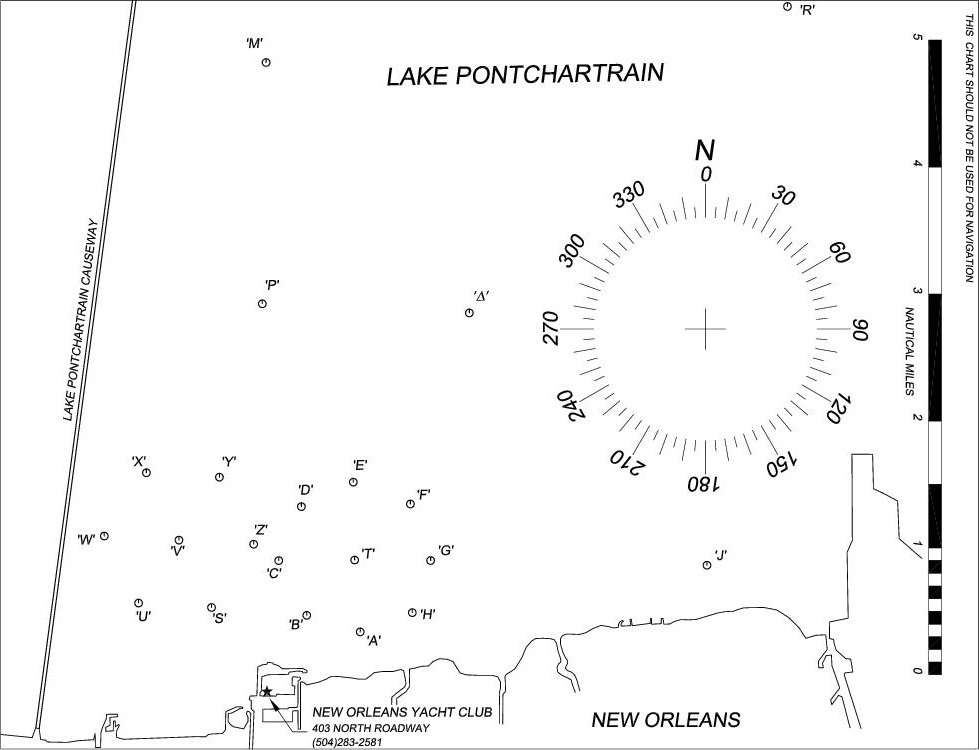 'R'
'M'
LAKE PONTCHARTRAIN
THIS CHART SHOULD NOT BE USED FOR NAVIGATION
5
4
3
2
1
0
NAUTICAL MILES
N
0
30
60
90
120
150
180
210
240
270
300
330
LAKE PONTCHARTRAIN CAUSEWAY
'P'
'Δ'
'X'
'Y'
'E'
'D'
'F'
'W'
'V'
'Z'
'C'
'T'
'G'
'J'
'U'
'S'
'B'
'H'
'A'
NEW ORLEANS YACHT CLUB
403 NORTH ROADWAY
(504)283-2581
NEW ORLEANS